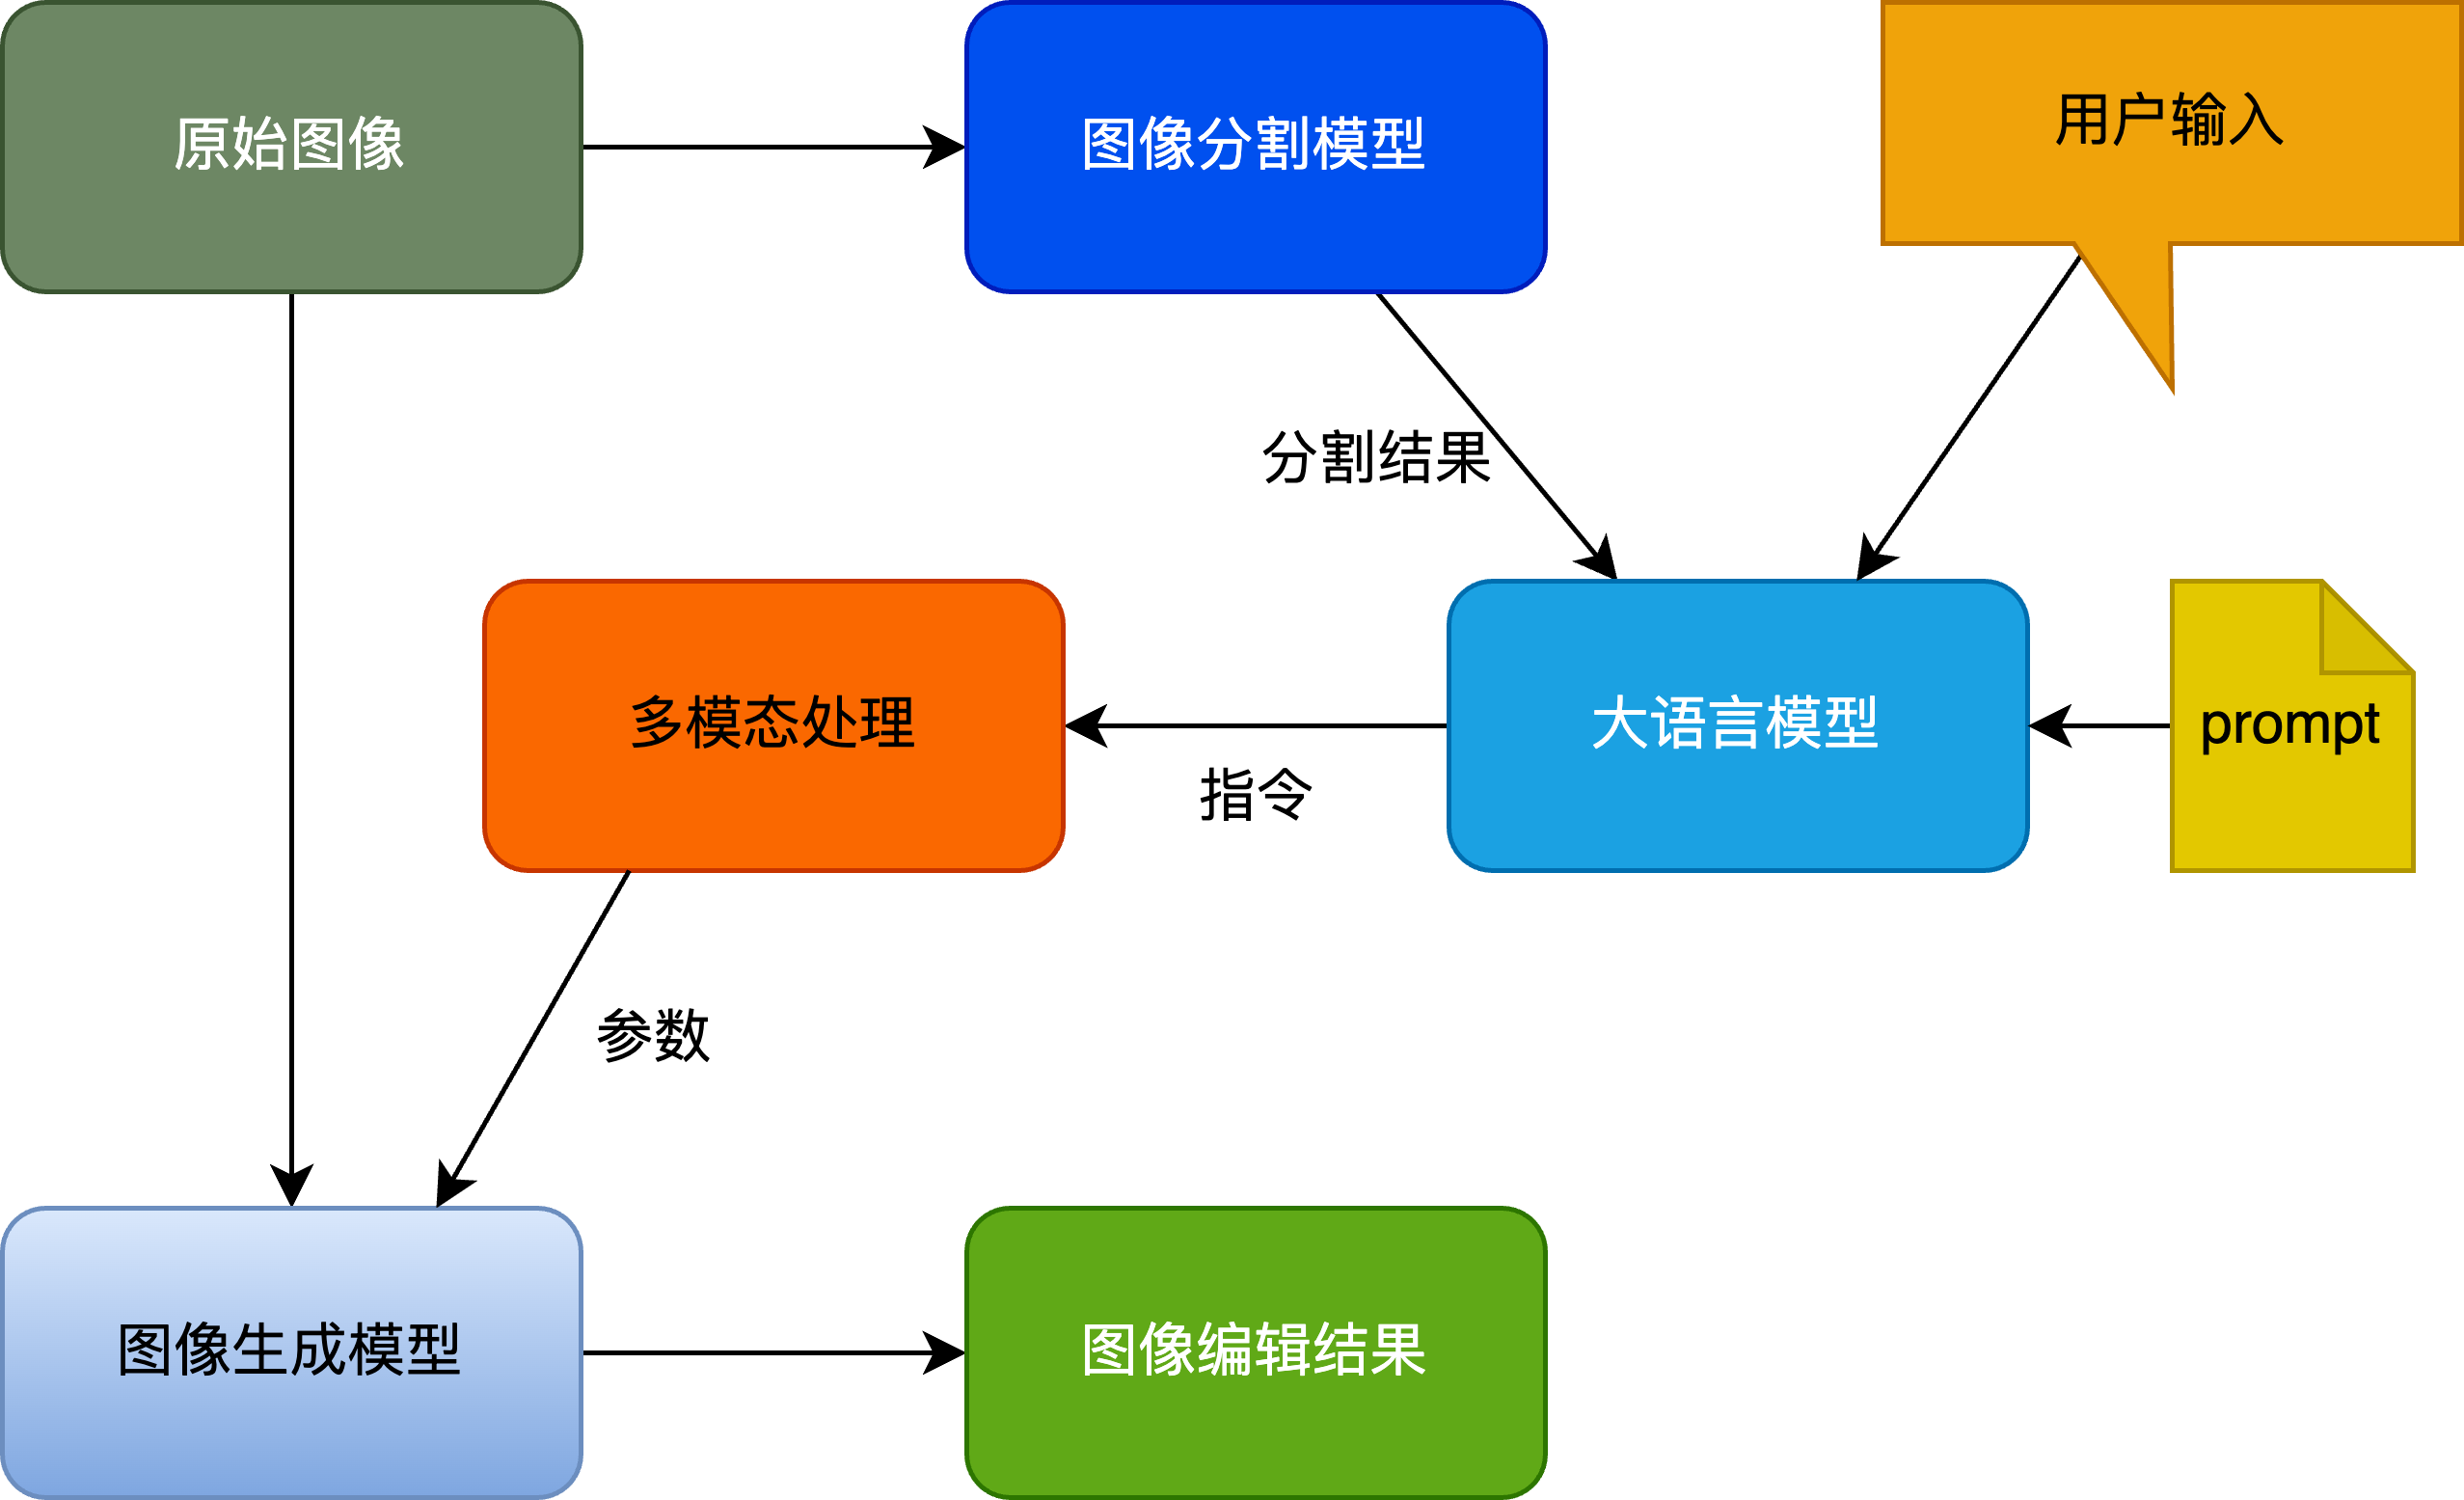 原始图像
图像分割模型
用户输入
分割结果
多模态处理
大语言模型
prompt
指令
参数
图像生成模型
图像编辑结果